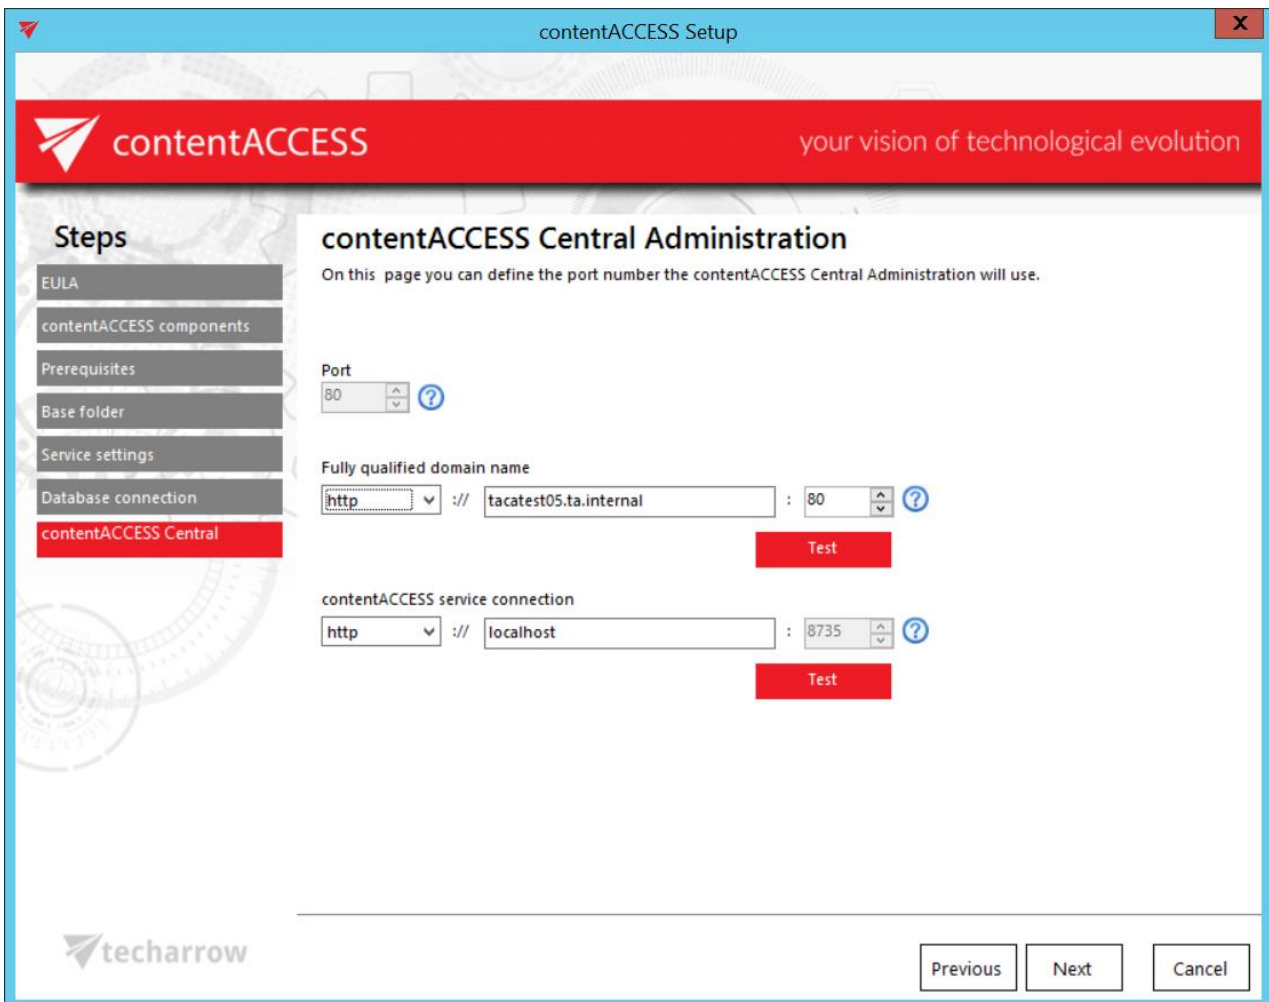 contentACCESS Setup
X
contentACCESS
your vision of technological evolution
Steps
EULA
contentACCESS components
Prerequisites
Base folder
Service settings
Database connection
contentACCESS Central
contentACCESS Central Administration
On this page you can define the port number the contentACCESS Central Administration will use.
Port
80 ?
Fully qualified domain name
http :// tacatest05.ta.internal : 80 ?
Test
contentACCESS service connection
http :// localhost : 8735 ?
Test
techarrow
Previous Next Cancel